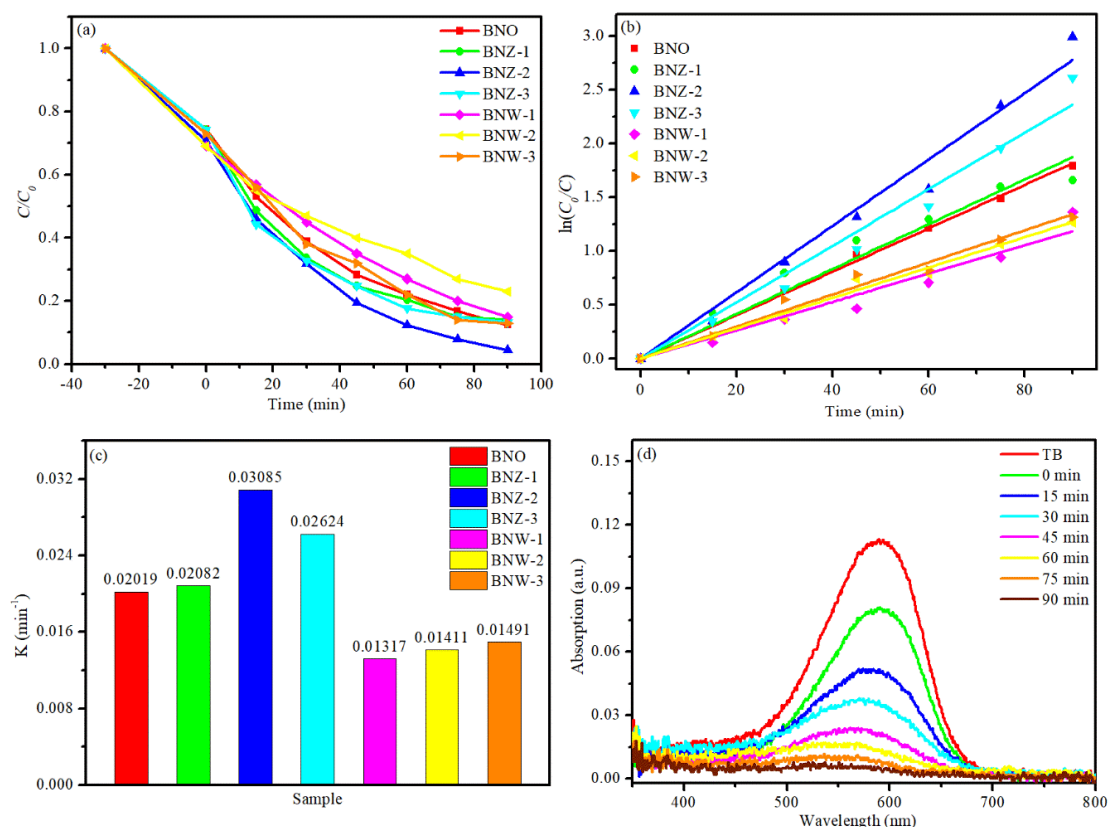 (a)
BNO
BNZ-1
BNZ-2
BNZ-3
BNW-1
BNW-2
BNW-3
1.0
0.8
0.6
0.4
0.2
0.0
C/C0
-40 -20 0 20 40 60 80 100
Time (min)
(b)
BNO
BNZ-1
BNZ-2
BNZ-3
BNW-1
BNW-2
BNW-3
3.0
2.5
2.0
1.5
1.0
0.5
0.0
ln(C0/C)
0 20 40 60 80
Time (min)
(c)
BNO
BNZ-1
BNZ-2
BNZ-3
BNW-1
BNW-2
BNW-3
0.032
0.024
0.016
0.008
0.000
K (min-1)
0.02019
0.02082
0.03085
0.02624
0.01317
0.01411
0.01491
Sample
(d)
TB
0 min
15 min
30 min
45 min
60 min
75 min
90 min
0.15
0.12
0.09
0.06
0.03
0.00
Absorption (a.u.)
400 500 600 700 800
Wavelength (nm)